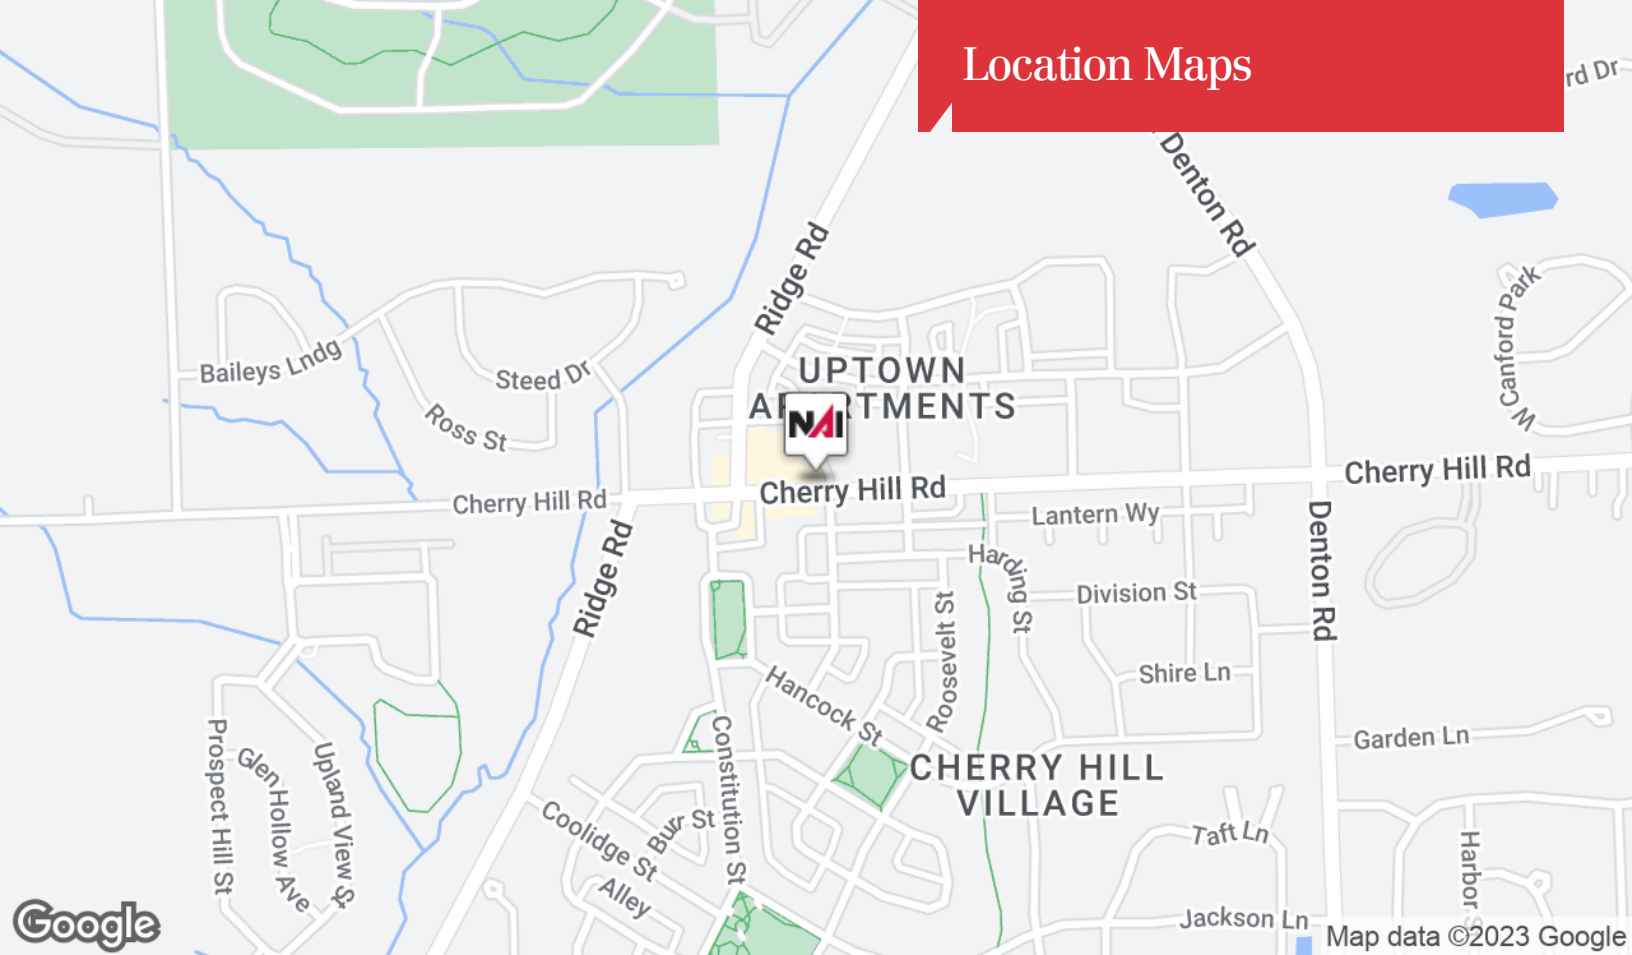 Location Maps
rd Dr
Denton Rd
Ridge Rd
W Canford Park
Baileys Lndg
Steed Dr
UPTOWN
APARTMENTS
NAI
Ross St
Cherry Hill Rd
Cherry Hill Rd
Cherry Hill Rd
Lantern Wy
Denton Rd
Ridge Rd
Harding St
Division St
Roosevelt St
Shire Ln
Hancock St
Constitution St
Prospect Hill St
Glen Hollow Ave
Upland View St
Garden Ln
CHERRY HILL
VILLAGE
Coolidge St
Burr St
Taft Ln
Harbor S
Alley
Jackson Ln
Google
Map data ©2023 Google